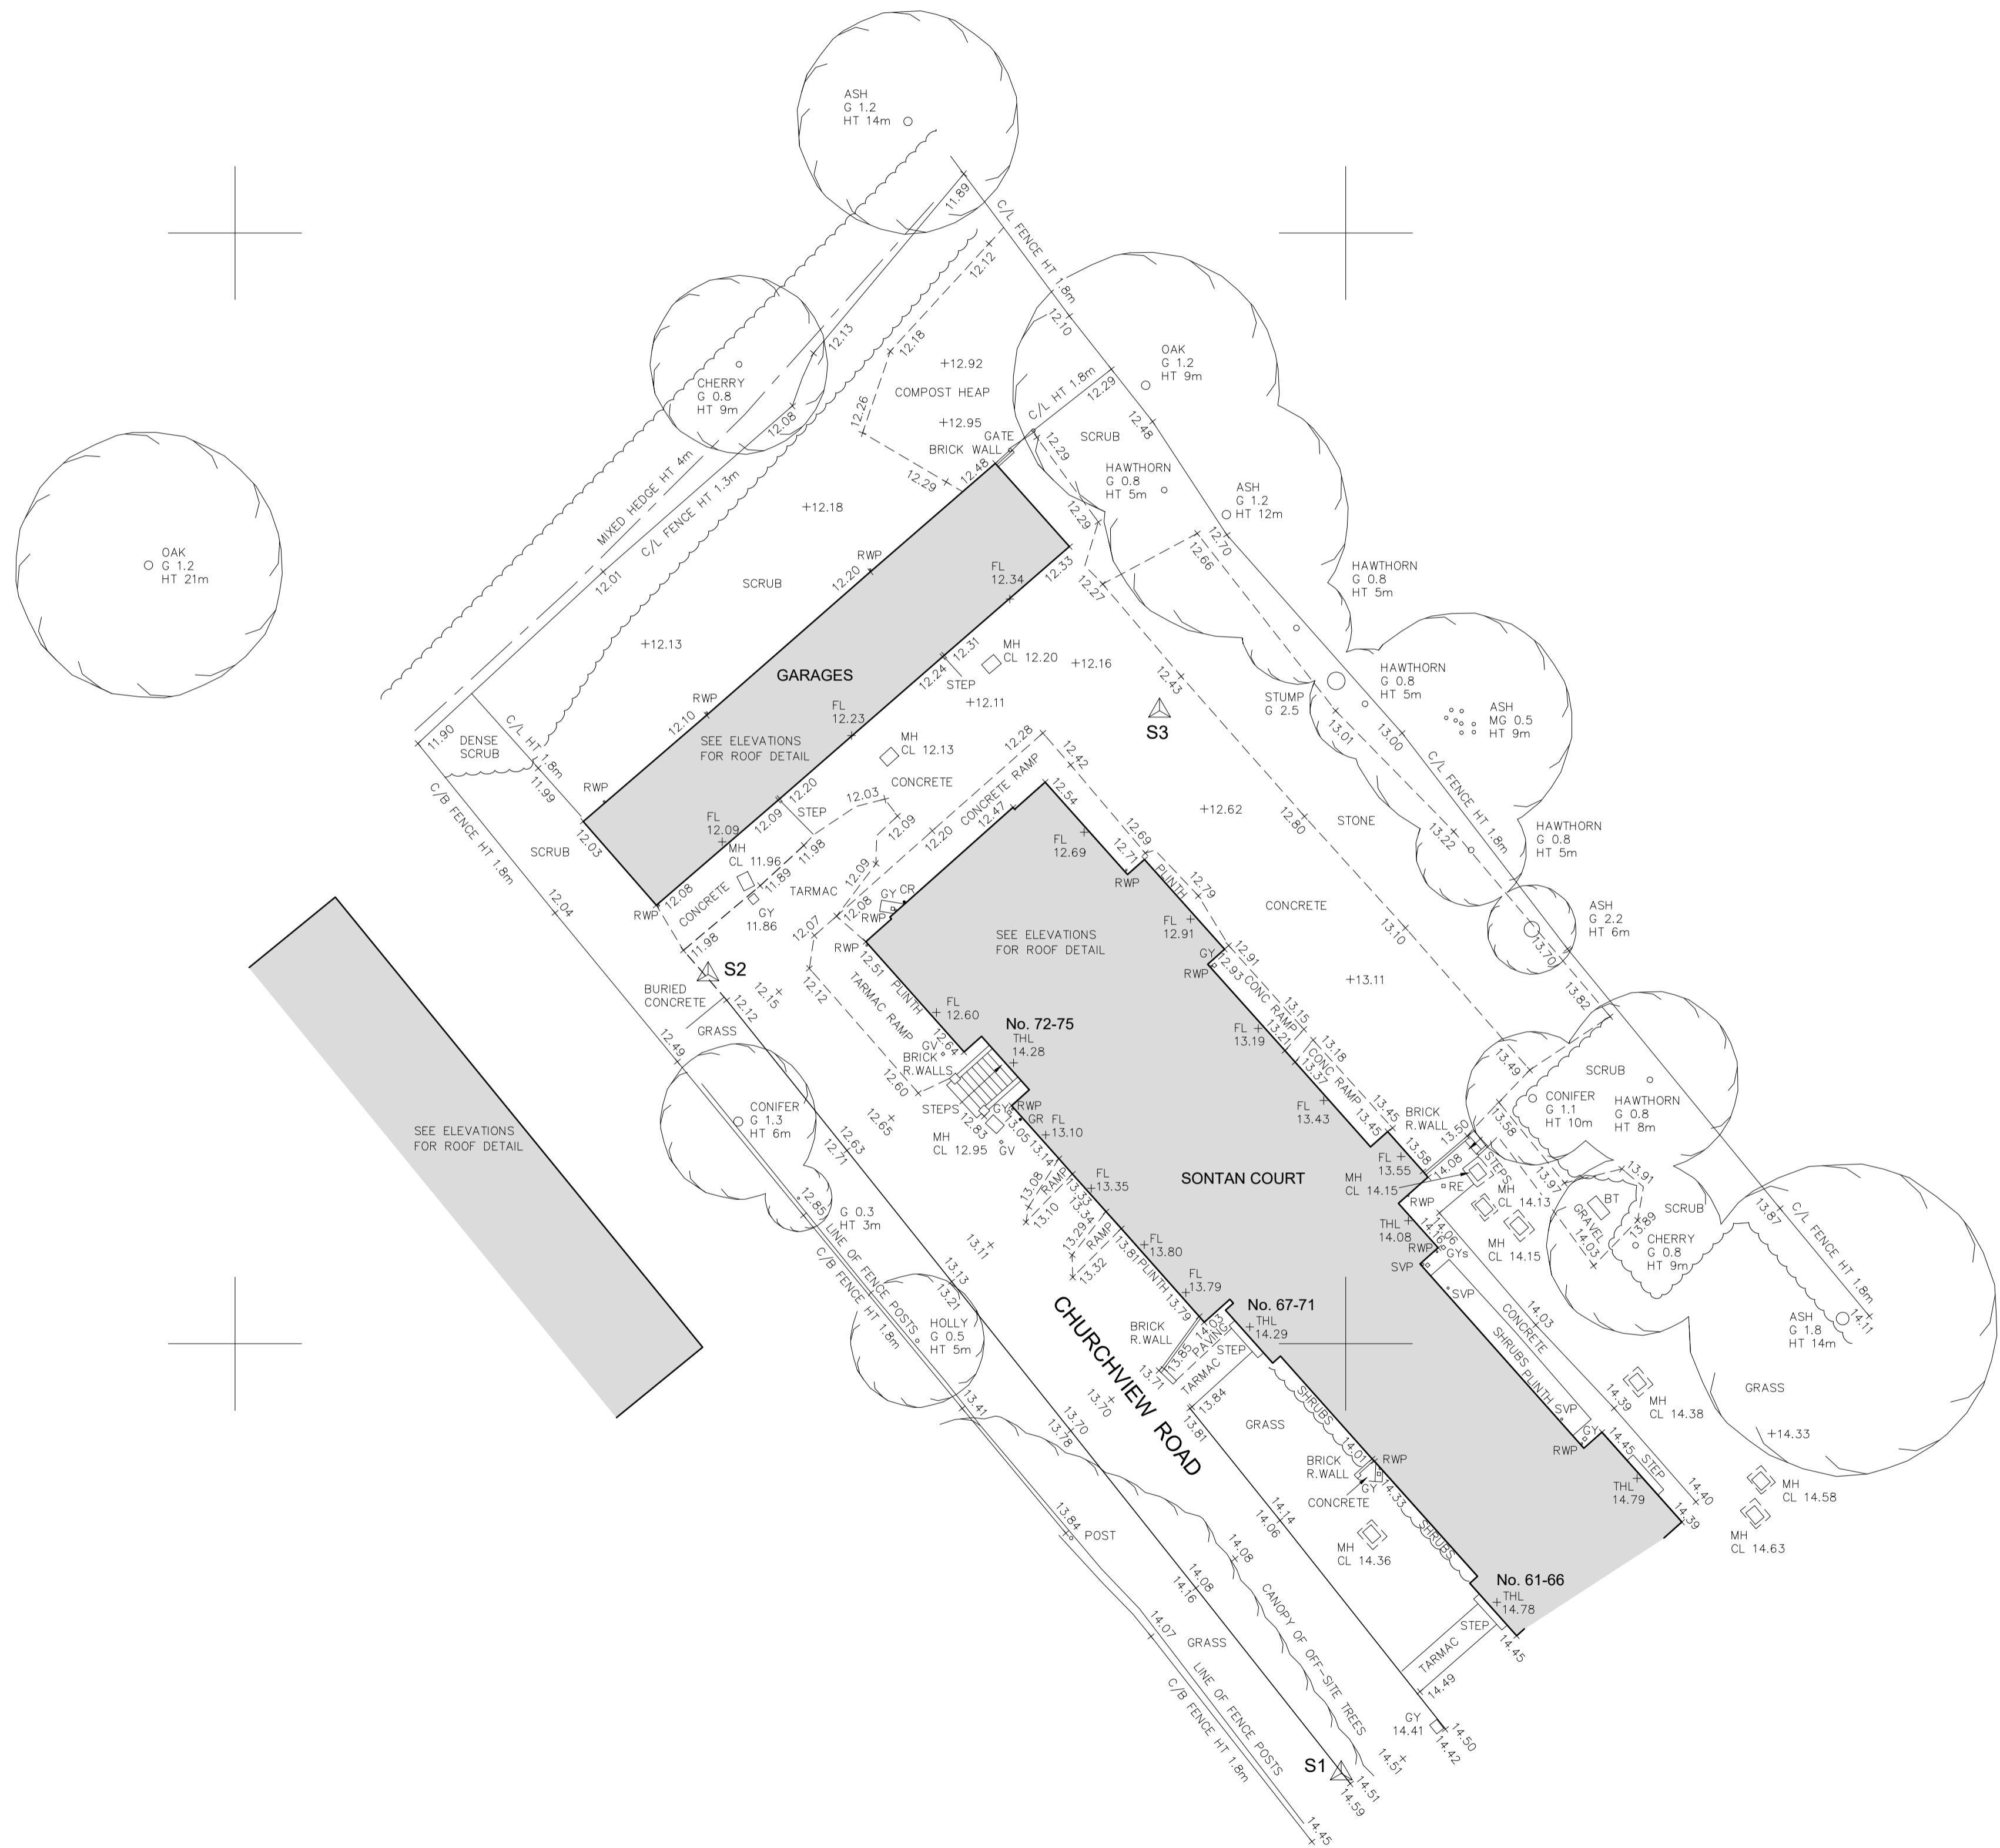 ASH
G 1.2
HT 14m
11.89
C/L FENCE HT 1.8m
12.12
12.10
12.13
12.18
+12.92
COMPOST HEAP
+12.95
12.26
C/L HT 1.8m
12.29
OAK
G 1.2
HT 9m
12.48
CHERRY
G 0.8
HT 9m
12.08
GATE
BRICK WALL
12.48
12.29
SCRUB
12.29
HAWTHORN
G 0.8
HT 5m
12.29
MIXED HEDGE HT 4m
C/L FENCE HT 1.3m
+12.18
ASH
G 1.2
HT 12m
12.70
12.66
OAK
G 1.2
HT 21m
12.01
RWP
12.20
SCRUB
FL
12.34
12.33
12.27
HAWTHORN
G 0.8
HT 5m
+12.13
GARAGES
12.31
12.24
STEP
MH
CL 12.20
+12.16
+12.11
12.43
S3
STUMP
G 2.5
HAWTHORN
G 0.8
HT 5m
ASH
MG 0.5
HT 9m
13.01
13.00
C/L FENCE HT 1.8m
RWP
12.10
FL
12.23
SEE ELEVATIONS
FOR ROOF DETAIL
11.90
DENSE
SCRUB
C/L HT 1.8m
11.99
RWP
12.03
C/B FENCE HT 1.8m
MH
CL 12.13
CONCRETE
12.28
CONCRETE RAMP
12.42
12.54
12.47
12.20
12.03
12.09
12.20
STEP
12.09
FL
12.09
MH
CL 11.96
11.98
11.89
CONCRETE
GY
11.86
TARMAC
12.09
12.08
GY
CR
RWP
RWP
12.08
RWP
11.98
SCRUB
12.04
FL
12.69
12.69
12.71
RWP
PLINTH
12.79
+12.62
12.80
STONE
13.22
HAWTHORN
G 0.8
HT 5m
ASH
G 2.2
HT 6m
13.70
13.82
CONCRETE
13.10
+13.11
FL
12.91
GY
RWP
12.91
12.93
CONC RAMP
13.15
FL
13.19
13.21
13.18
CONC RAMP
13.37
FL
13.43
13.45
13.45
SEE ELEVATIONS
FOR ROOF DETAIL
12.07
12.12
12.51
PLINTH
TARMAC RAMP
FL
12.60
12.64
No. 72-75
THL
14.28
GV
BRICK
R.WALLS
12.60
STEPS
12.83
GY
RWP
13.05
GR
FL
13.10
MH
CL 12.95
GV
13.14
S2
12.15
12.12
BURIED
CONCRETE
GRASS
12.49
CONIFER
G 1.3
HT 6m
12.65
12.63
12.71
12.85
G 0.3
HT 3m
LINE OF FENCE POSTS
C/B FENCE HT 1.8m
SEE ELEVATIONS
FOR ROOF DETAIL
13.08
RAMP
13.10
13.33
13.34
FL
13.35
13.29
RAMP
13.32
13.81
FL
13.80
PLINTH
FL
13.79
13.79
13.11
13.13
13.21
HOLLY
G 0.5
HT 5m
13.41
SONTAN COURT
13.49
BRICK
R.WALL
13.50
13.58
STEPS
13.58
14.08
FL
13.55
MH
CL 14.15
RE
RWP
MH
CL 14.13
MH
CL 14.15
THL
14.08
14.06
14.16
RWP
GYs
SVP
SVP
SCRUB
CONIFER
G 1.1
HT 10m
HAWTHORN
G 0.8
HT 8m
13.97
13.91
BT
GRAVEL
13.89
14.03
SCRUB
CHERRY
G 0.8
HT 9m
13.87
C/L FENCE HT 1.8m
14.11
ASH
G 1.8
HT 14m
GRASS
+14.33
14.03
CONCRETE
SHRUBS
PLINTH
SVP
GY
RWP
14.39
MH
CL 14.38
14.45
STEP
THL
14.79
14.40
14.39
MH
CL 14.58
MH
CL 14.63
No. 67-71
THL
14.29
14.03
PAVING
BRICK
R.WALL
13.85
STEP
13.71
TARMAC
13.84
13.81
CHURCHVIEW ROAD
13.70
13.70
13.78
GRASS
SHRUBS
14.01
RWP
BRICK
R.WALL
GY
CONCRETE
14.33
SHRUBS
14.14
14.06
MH
CL 14.36
No. 61-66
THL
14.78
STEP
TARMAC
14.45
14.49
GY
14.41
14.50
14.42
13.84
POST
14.08
14.08
14.16
CANOPY OF OFF-SITE TREES
14.07
GRASS
LINE OF FENCE POSTS
C/B FENCE HT 1.8m
S1
14.51
14.51
14.59
14.45